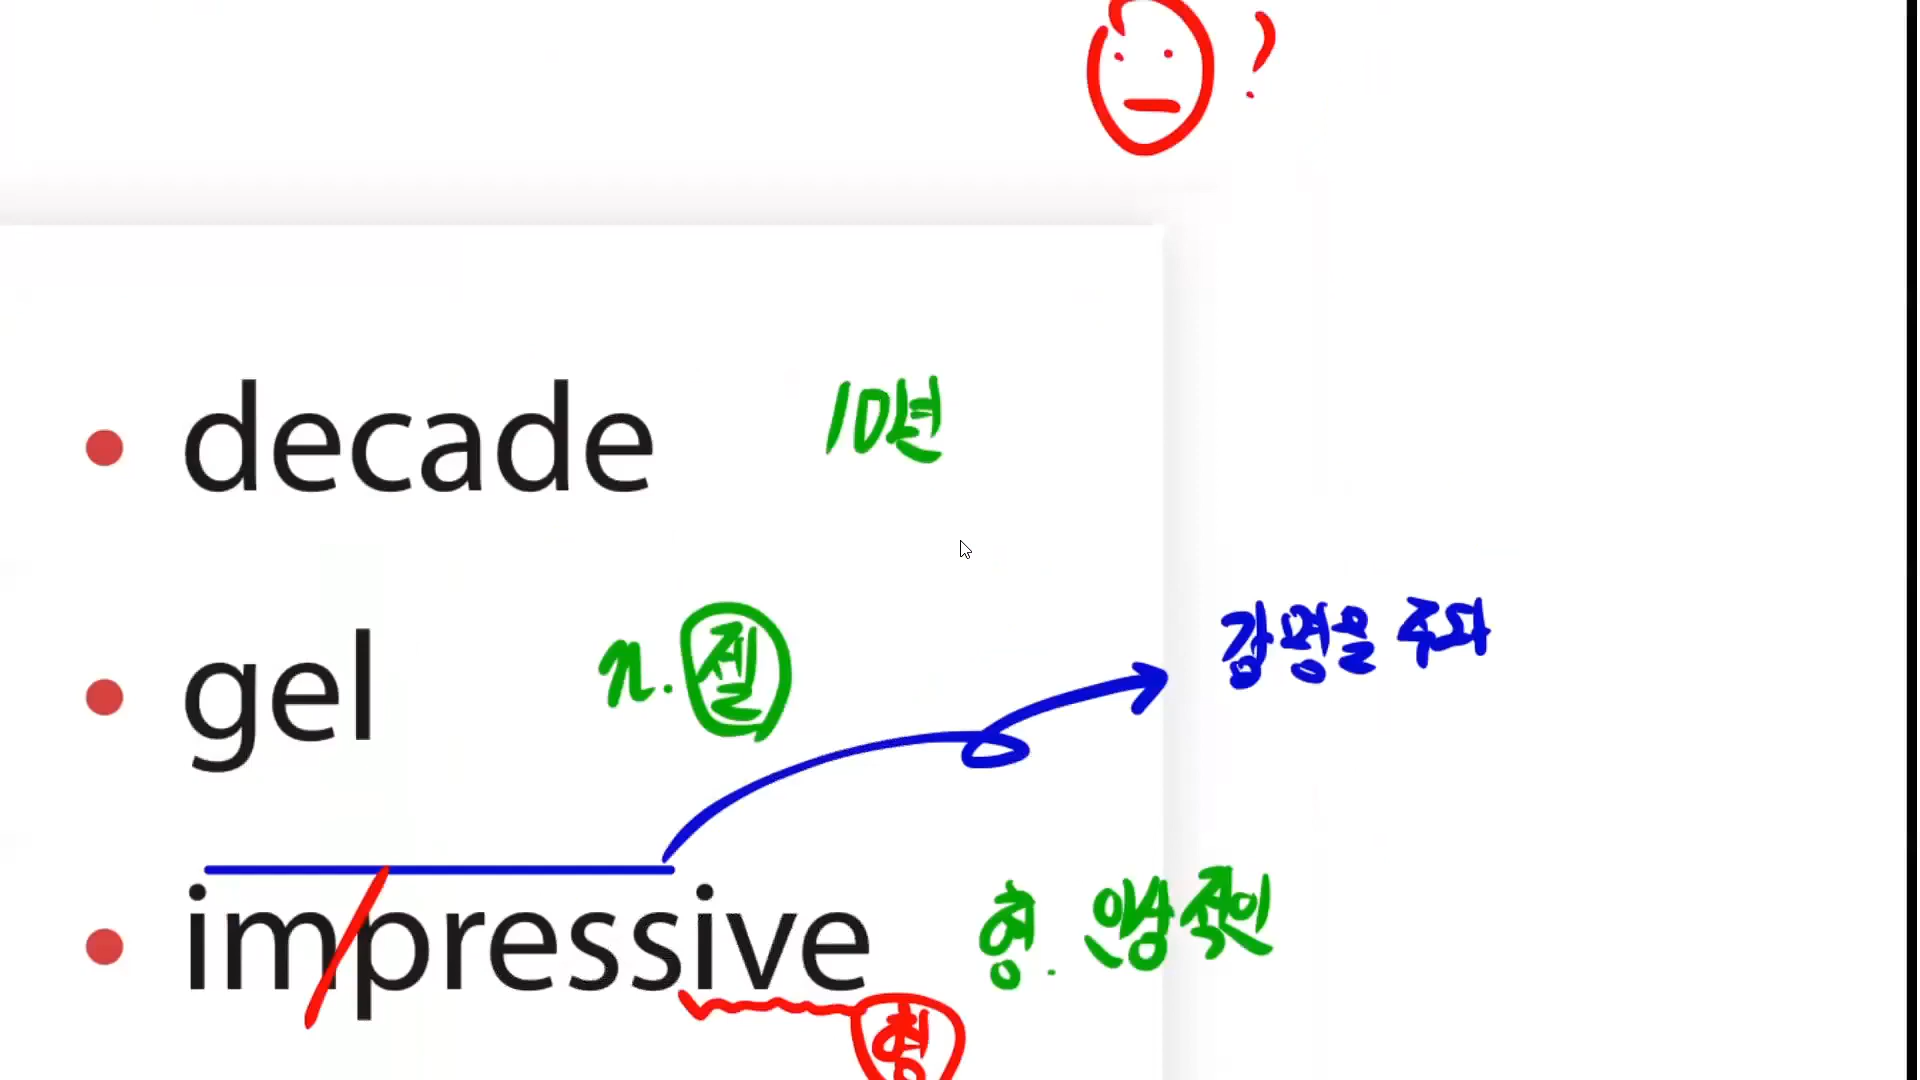 ?
• decade 10년
• gel n. 젤
감명을 주다
• impressive 형. 인상적인
형